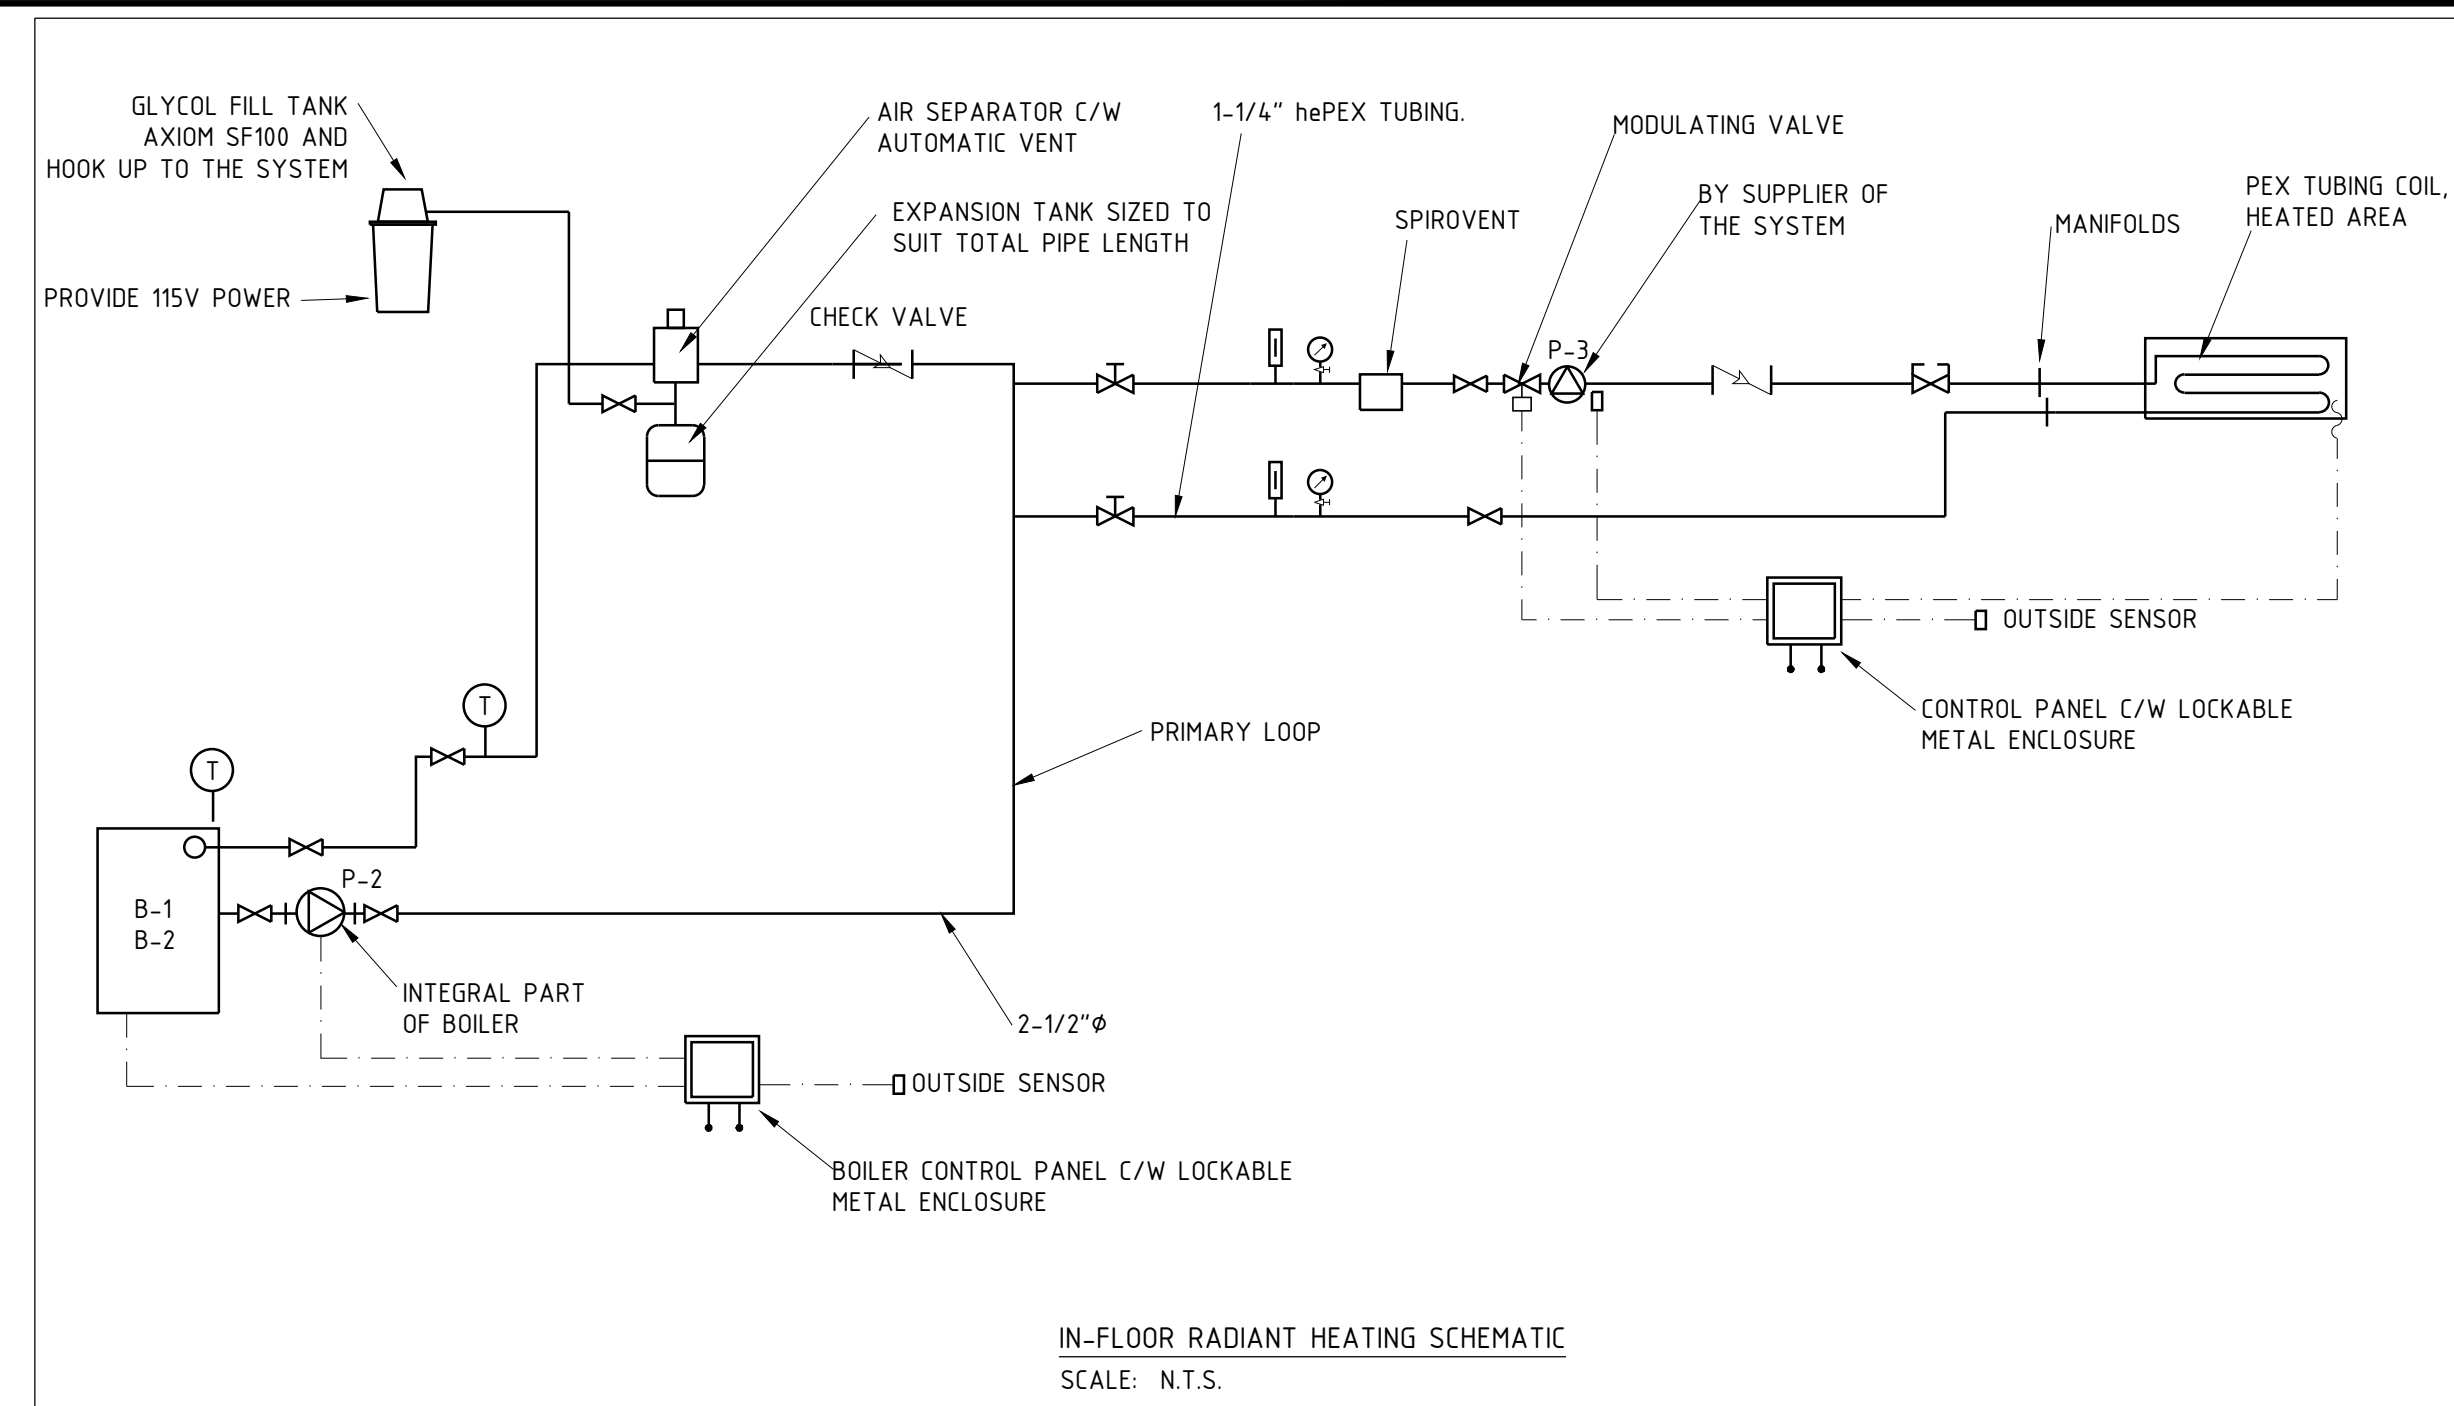 GLYCOL FILL TANK
AXIOM SF100 AND
HOOK UP TO THE SYSTEM
PROVIDE 115V POWER
AIR SEPARATOR C/W
AUTOMATIC VENT
EXPANSION TANK SIZED TO
SUIT TOTAL PIPE LENGTH
CHECK VALVE
1-1/4" hePEX TUBING.
SPIROVENT
MODULATING VALVE
BY SUPPLIER OF
THE SYSTEM
P-3
MANIFOLDS
PEX TUBING COIL,
HEATED AREA
OUTSIDE SENSOR
CONTROL PANEL C/W LOCKABLE
METAL ENCLOSURE
PRIMARY LOOP
T
T
P-2
B-1
B-2
INTEGRAL PART
OF BOILER
2-1/2"ϕ
OUTSIDE SENSOR
BOILER CONTROL PANEL C/W LOCKABLE
METAL ENCLOSURE
IN-FLOOR RADIANT HEATING SCHEMATIC
SCALE: N.T.S.